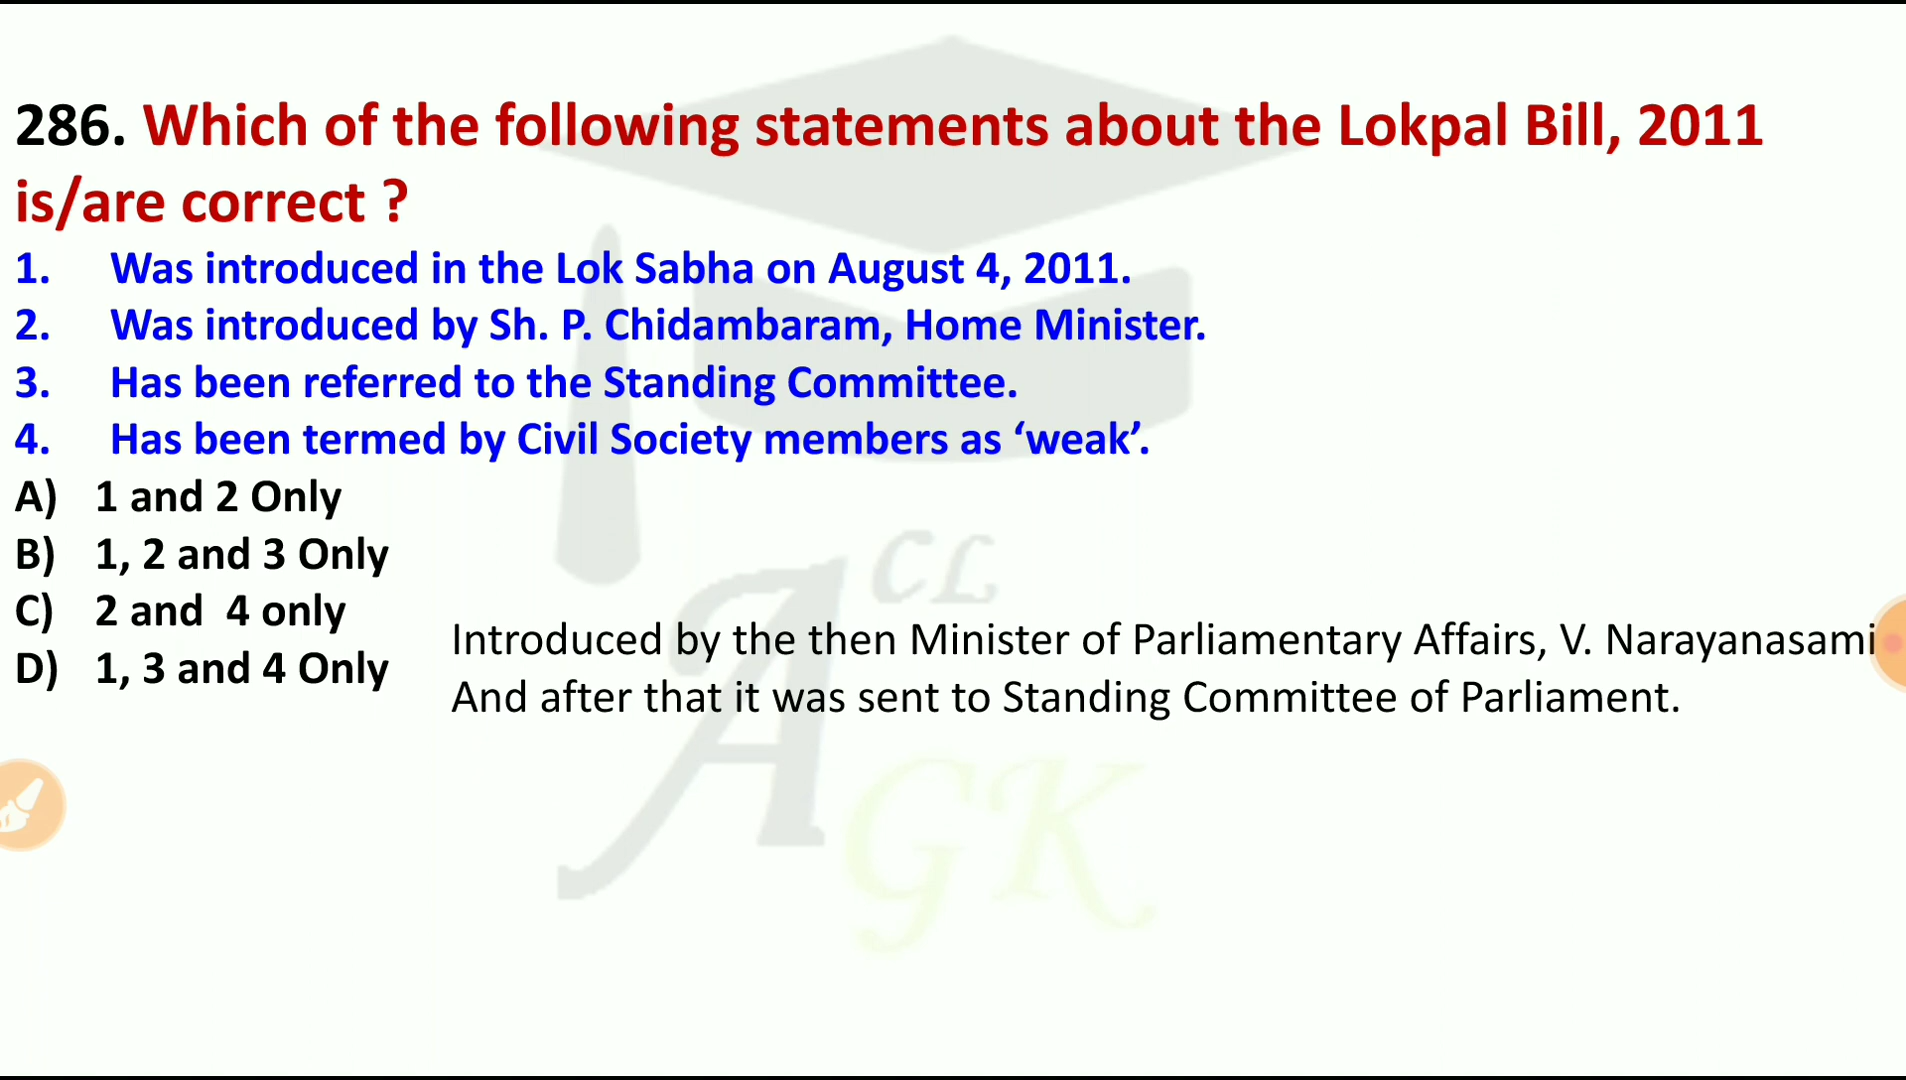 286. Which of the following statements about the Lokpal Bill, 2011
is/are correct ?
1. Was introduced in the Lok Sabha on August 4, 2011.
2. Was introduced by Sh. P. Chidambaram, Home Minister.
3. Has been referred to the Standing Committee.
4. Has been termed by Civil Society members as ‘weak’.
A) 1 and 2 Only
B) 1, 2 and 3 Only
C) 2 and 4 only
D) 1, 3 and 4 Only
Introduced by the then Minister of Parliamentary Affairs, V. Narayanasami
And after that it was sent to Standing Committee of Parliament.
A CL
GK